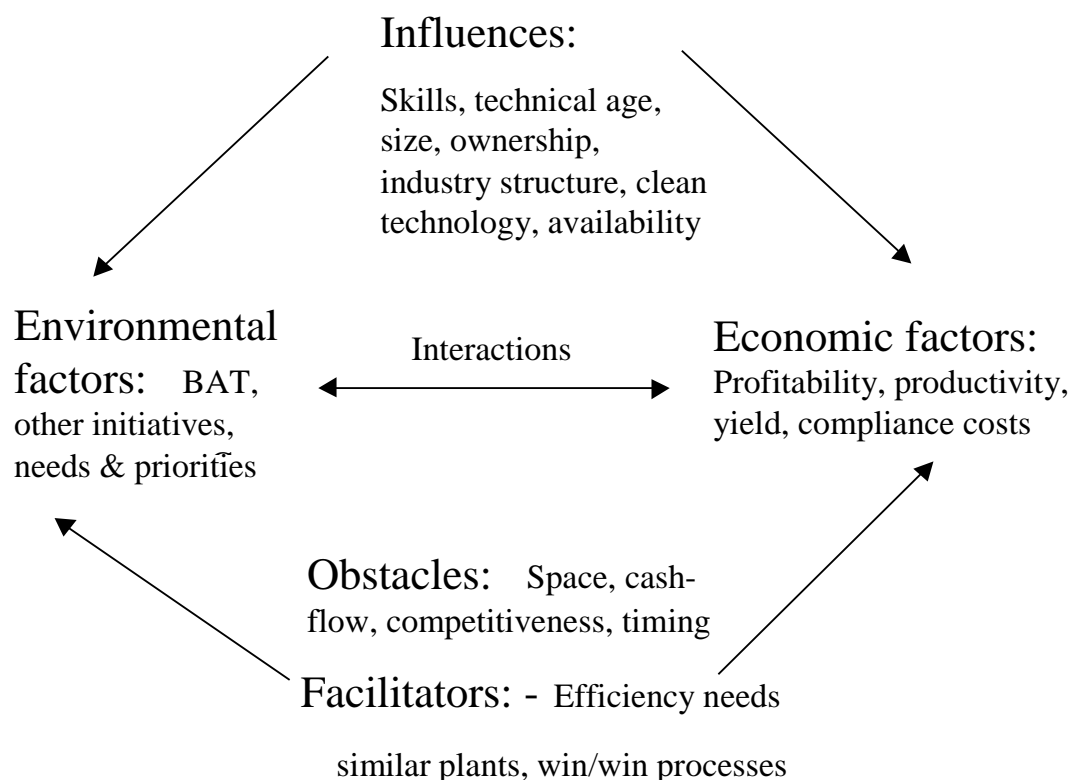 Influences:
Skills, technical age,
size, ownership,
industry structure, clean
technology, availability
Environmental
factors: BAT,
other initiatives,
needs & priorities
Interactions
Economic factors:
Profitability, productivity,
yield, compliance costs
Obstacles: Space, cash-
flow, competitiveness, timing
Facilitators: - Efficiency needs
similar plants, win/win processes